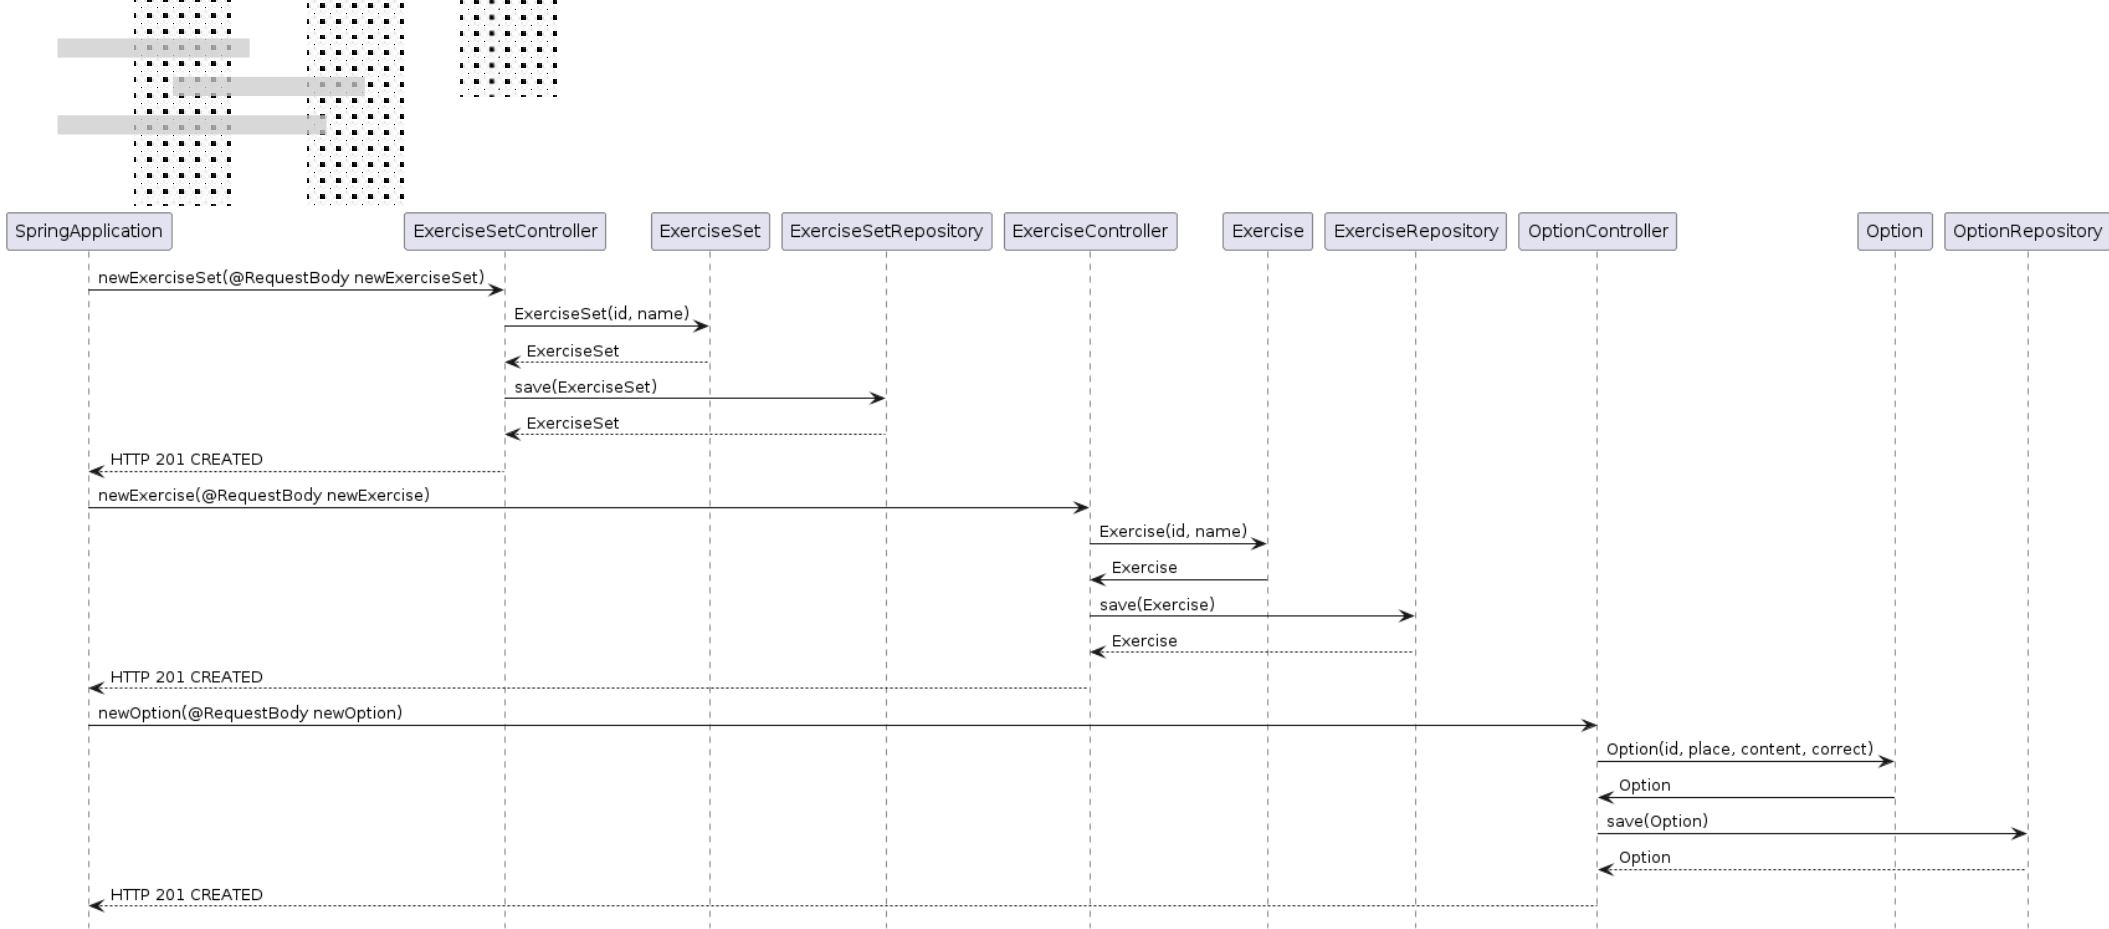 SpringApplication ExerciseSetController ExerciseSet ExerciseSetRepository ExerciseController Exercise ExerciseRepository OptionController Option OptionRepository
newExerciseSet(@RequestBody newExerciseSet)
ExerciseSet(id, name)
ExerciseSet
save(ExerciseSet)
ExerciseSet
HTTP 201 CREATED
newExercise(@RequestBody newExercise)
Exercise(id, name)
Exercise
save(Exercise)
Exercise
HTTP 201 CREATED
newOption(@RequestBody newOption)
Option(id, place, content, correct)
Option
save(Option)
Option
HTTP 201 CREATED